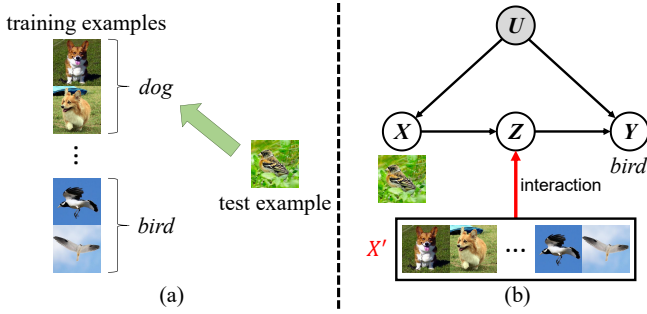 training examples
dog
⋮
bird
test example
(a)
U
X
Z
Y
bird
interaction
X′
...
(b)